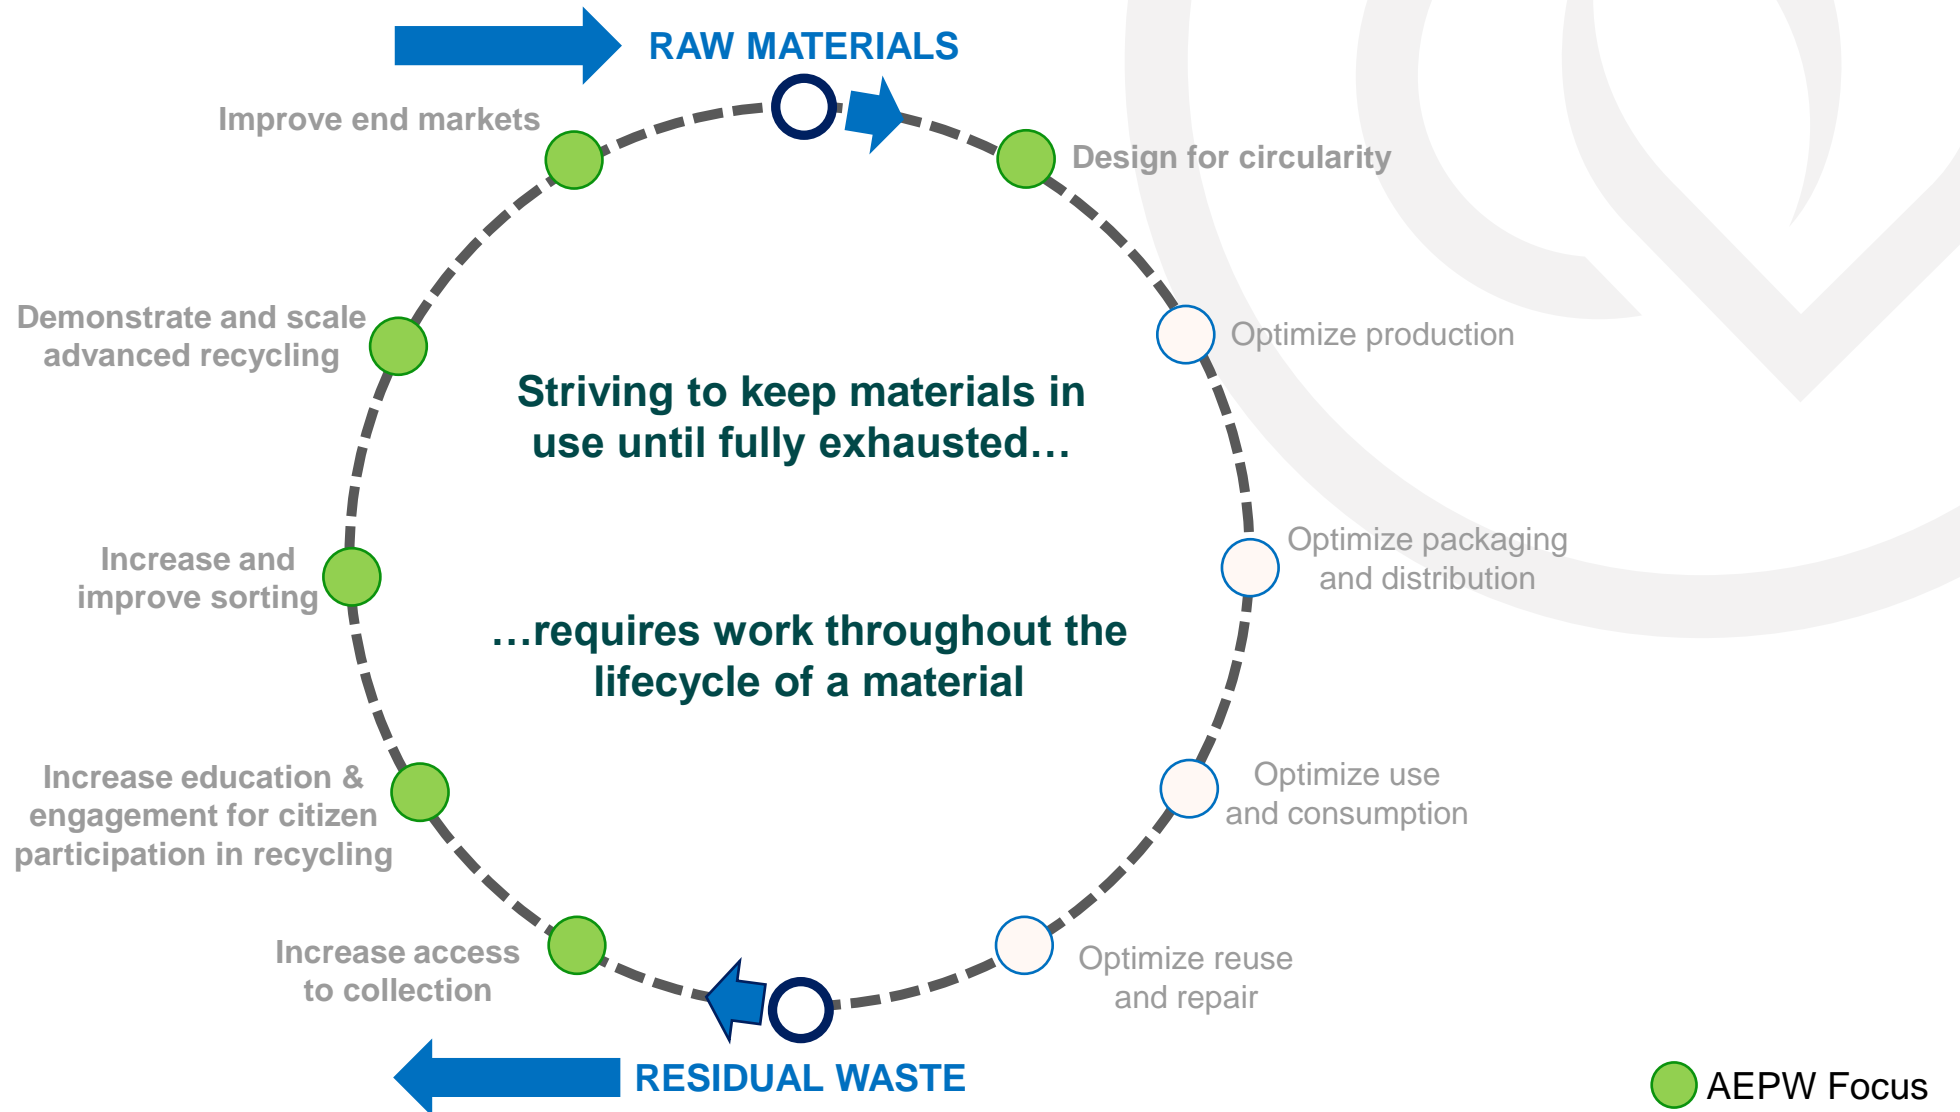 RAW MATERIALS
Improve end markets
Design for circularity
Demonstrate and scale
advanced recycling
Optimize production
Striving to keep materials in
use until fully exhausted…
Increase and
improve sorting
Optimize packaging
and distribution
…requires work throughout the
lifecycle of a material
Increase education &
engagement for citizen
participation in recycling
Optimize use
and consumption
Increase access
to collection
Optimize reuse
and repair
RESIDUAL WASTE
AEPW Focus